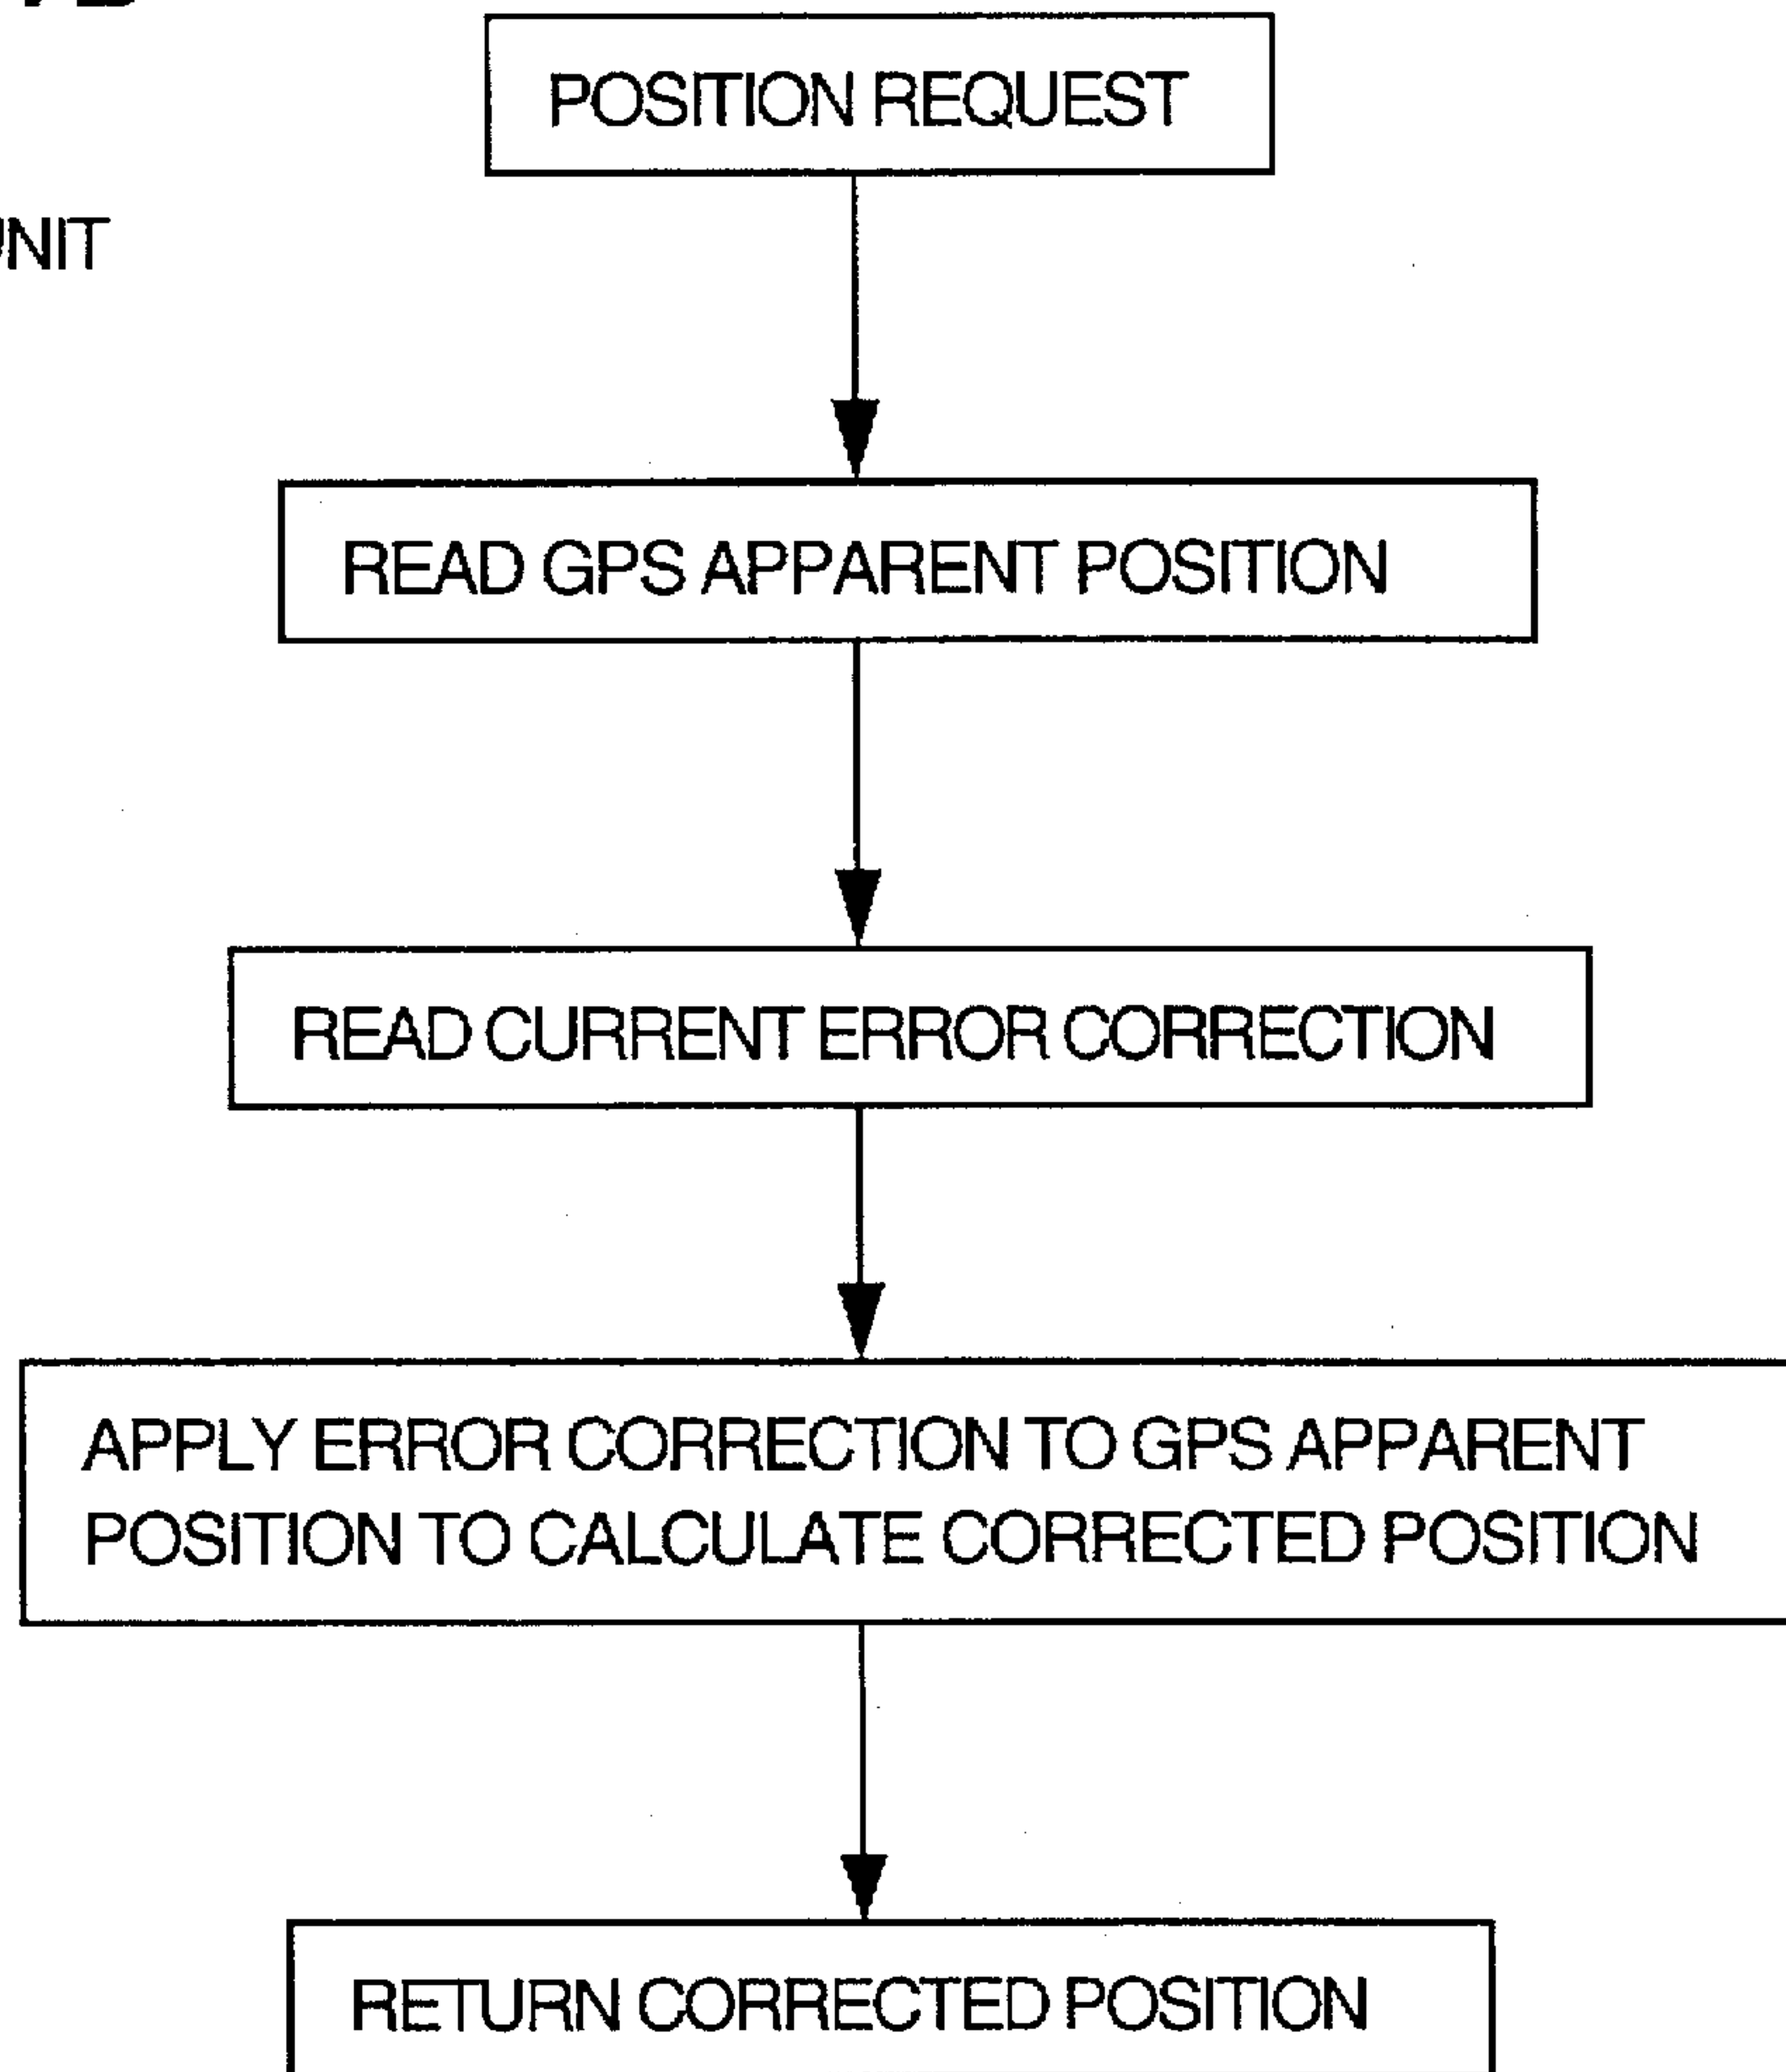 POSITION REQUEST
UNIT
READ GPS APPARENT POSITION
READ CURRENT ERROR CORRECTION
APPLY ERROR CORRECTION TO GPS APPARENT
POSITION TO CALCULATE CORRECTED POSITION
RETURN CORRECTED POSITION